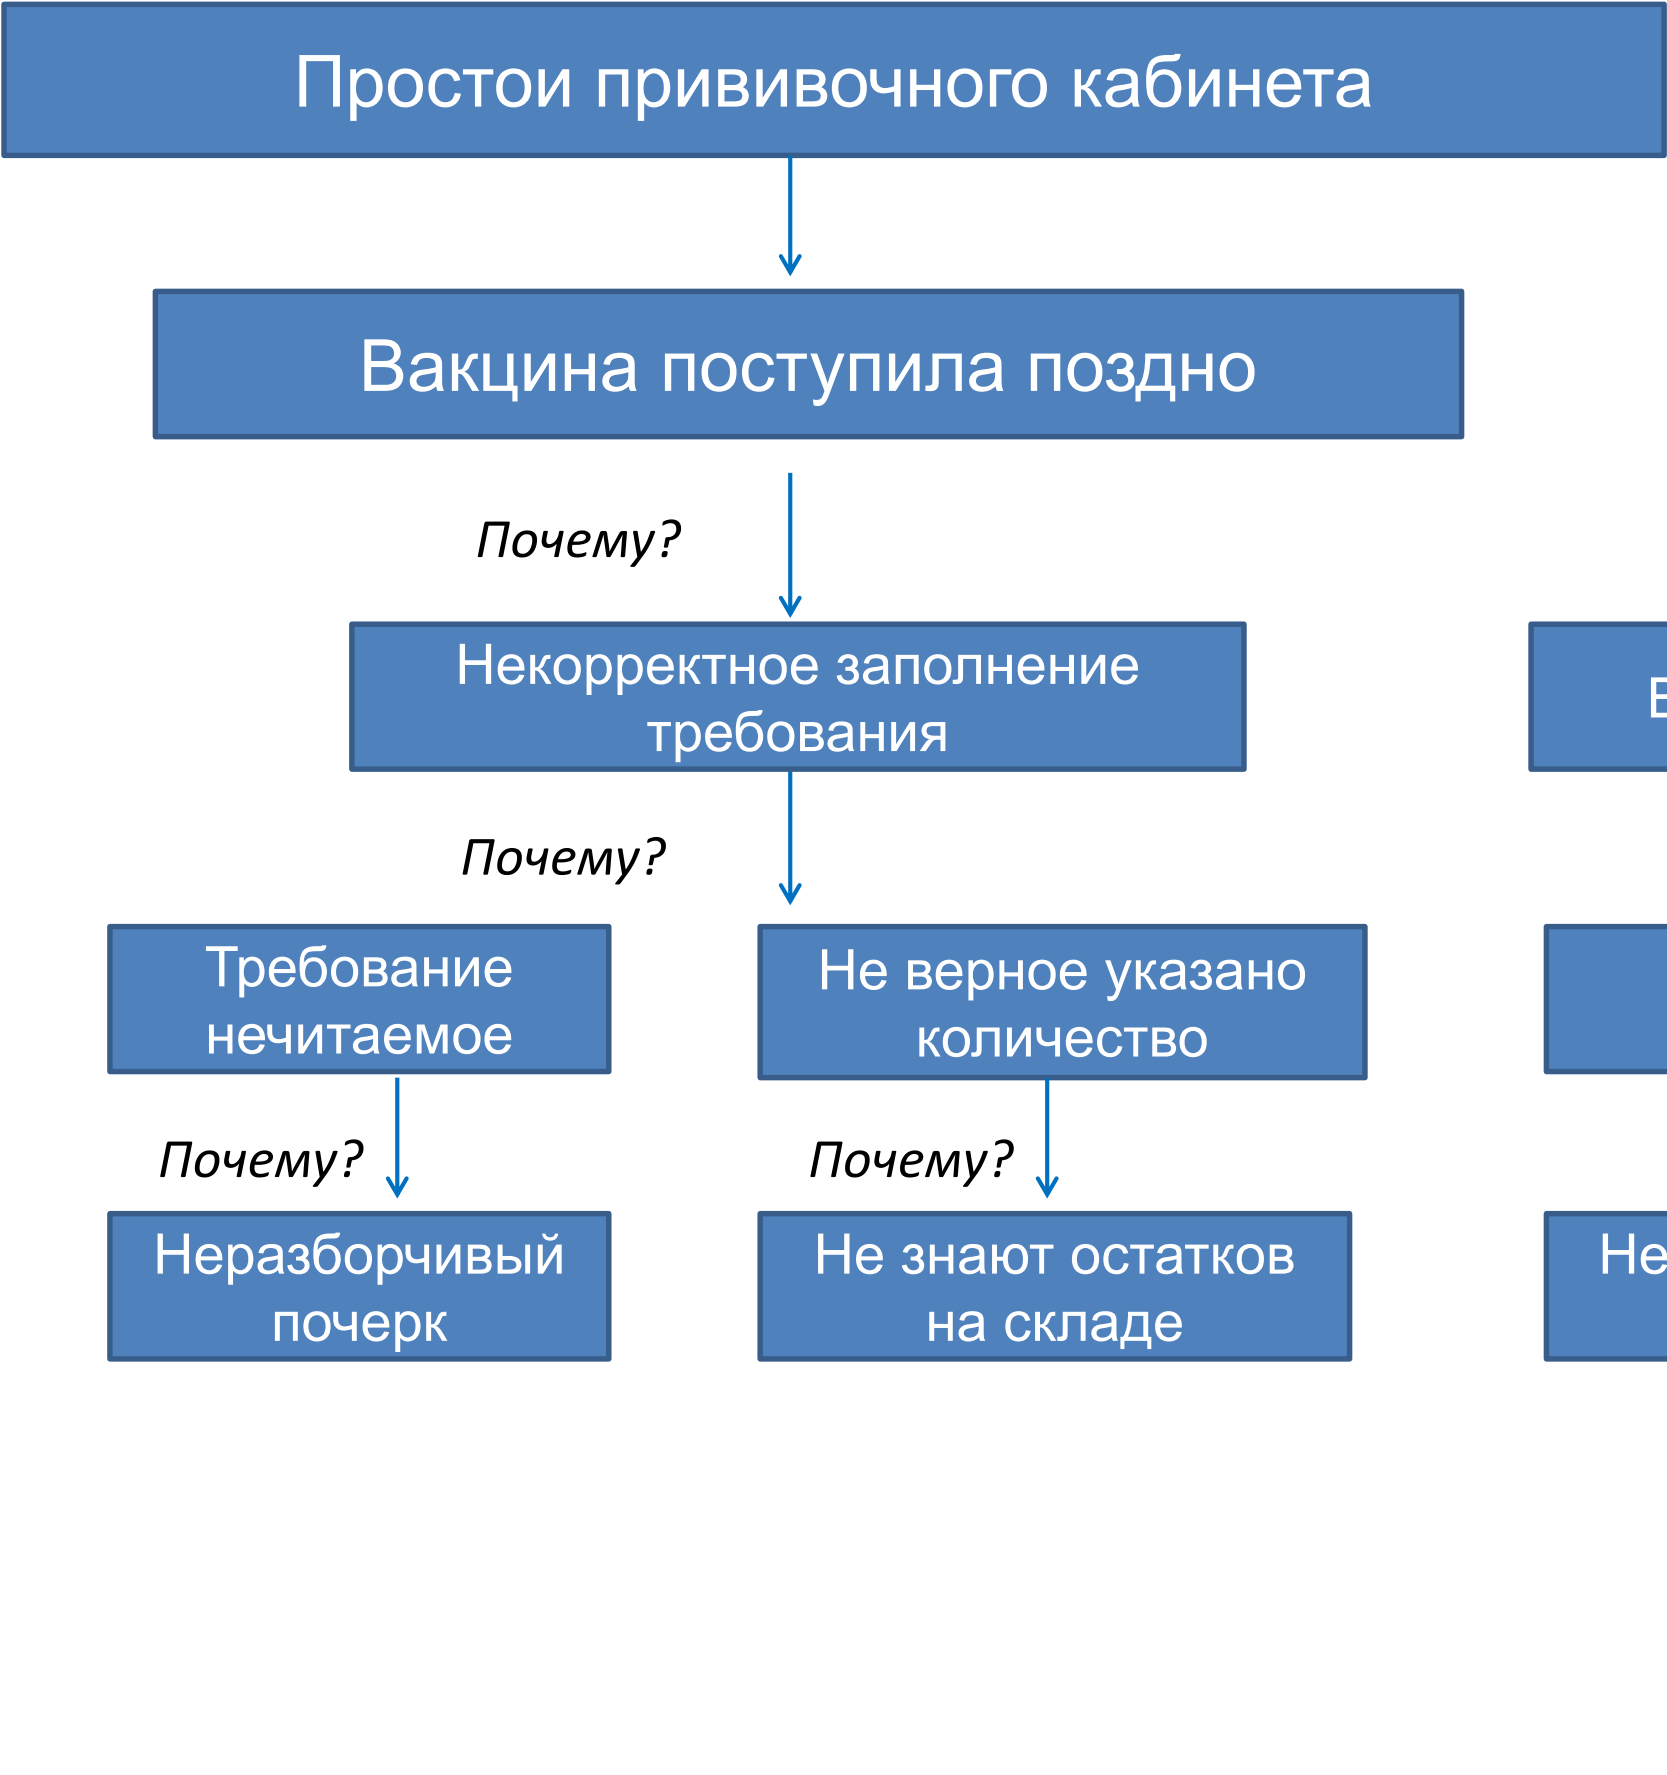 Простои прививочного кабинета
Вакцина поступила поздно
Почему?
Некорректное заполнение
требования
Почему?
Требование
нечитаемое
Не верное указано
количество
Почему?
Почему?
Неразборчивый
почерк
Не знают остатков
на складе
Не